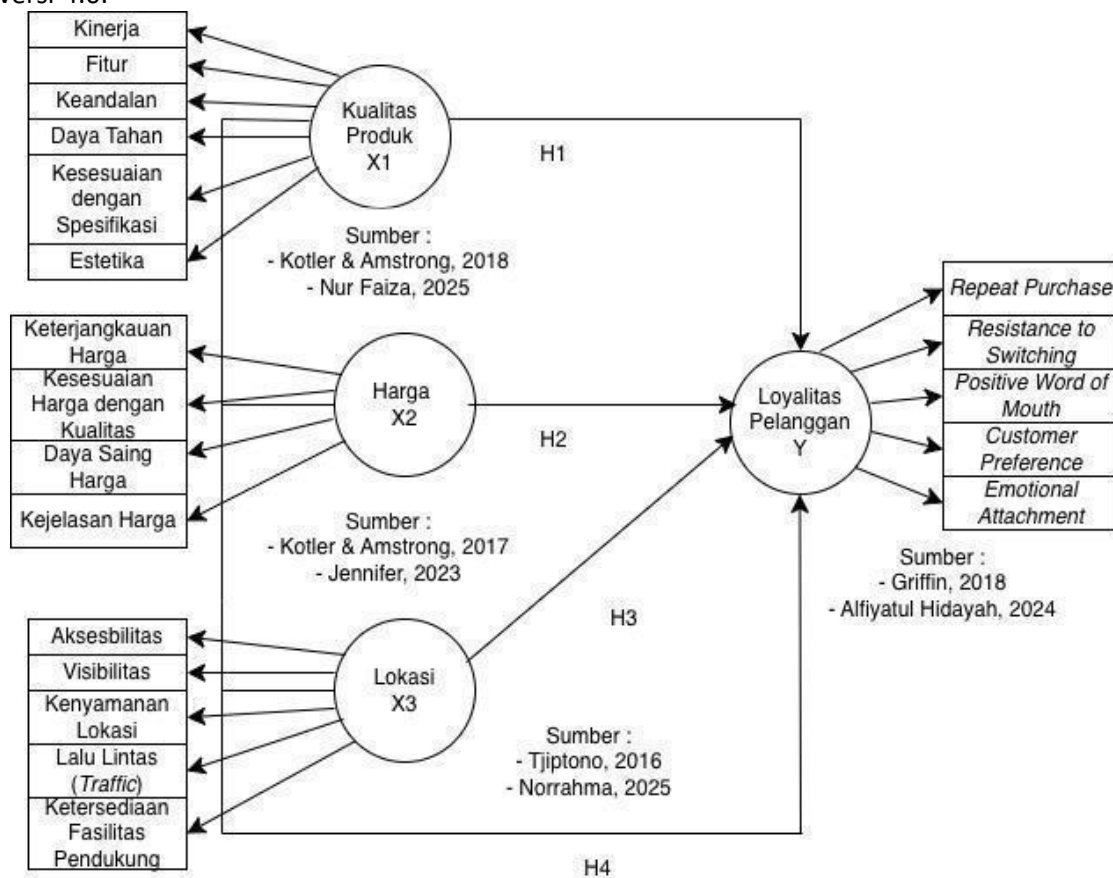 versi 4.0.
Kinerja
Fitur
Keandalan
Daya Tahan
Kesesuaian
dengan
Spesifikasi
Estetika
Kualitas
Produk
X1
H1
Sumber :
- Kotler & Amstrong, 2018
- Nur Faiza, 2025
Keterjangkauan
Harga
Kesesuaian
Harga dengan
Kualitas
Daya Saing
Harga
Kejelasan Harga
Harga
X2
H2
Sumber :
- Kotler & Amstrong, 2017
- Jennifer, 2023
Loyalitas
Pelanggan
Y
Repeat Purchase
Resistance to
Switching
Positive Word of
Mouth
Customer
Preference
Emotional
Attachment
Sumber :
- Griffin, 2018
- Alfiyatul Hidayah, 2024
Aksesbilitas
Visibilitas
Kenyamanan
Lokasi
Lalu Lintas
(Traffic)
Ketersediaan
Fasilitas
Pendukung
Lokasi
X3
H3
Sumber :
- Tjiptono, 2016
- Norrahma, 2025
H4